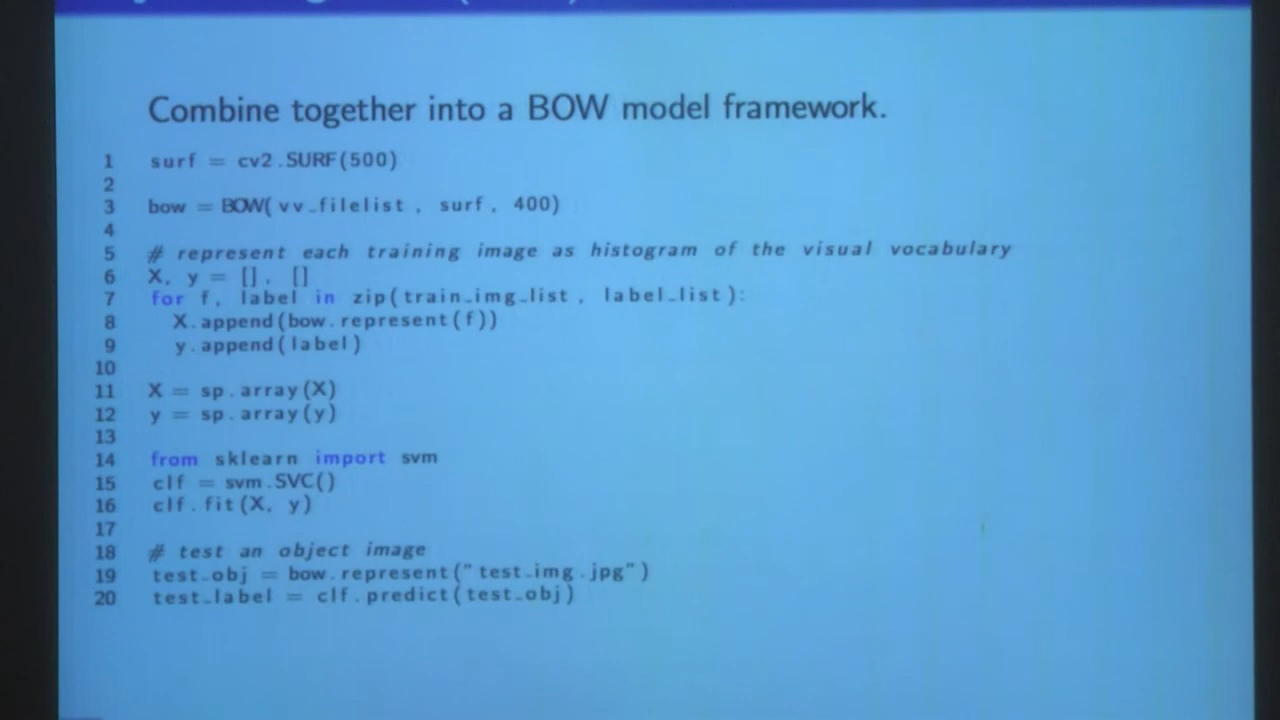 Combine together into a BOW model framework.
1 surf = cv2.SURF(500)
2
3 bow = BOW(vv_filelist, surf, 400)
4
5 # represent each training image as histogram of the visual vocabulary
6 X, y = [], []
7 for f, label in zip(train_img_list, label_list):
8 X.append(bow.represent(f))
9 y.append(label)
10
11 X = sp.array(X)
12 y = sp.array(y)
13
14 from sklearn import svm
15 clf = svm.SVC()
16 clf.fit(X, y)
17
18 # test an object image
19 test_obj = bow.represent("test_img.jpg")
20 test_label = clf.predict(test_obj)